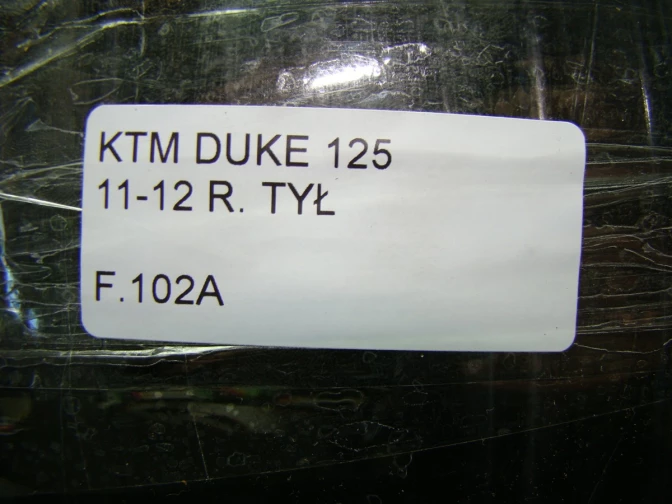 KTM DUKE 125
11-12 R. TYŁ
F.102A